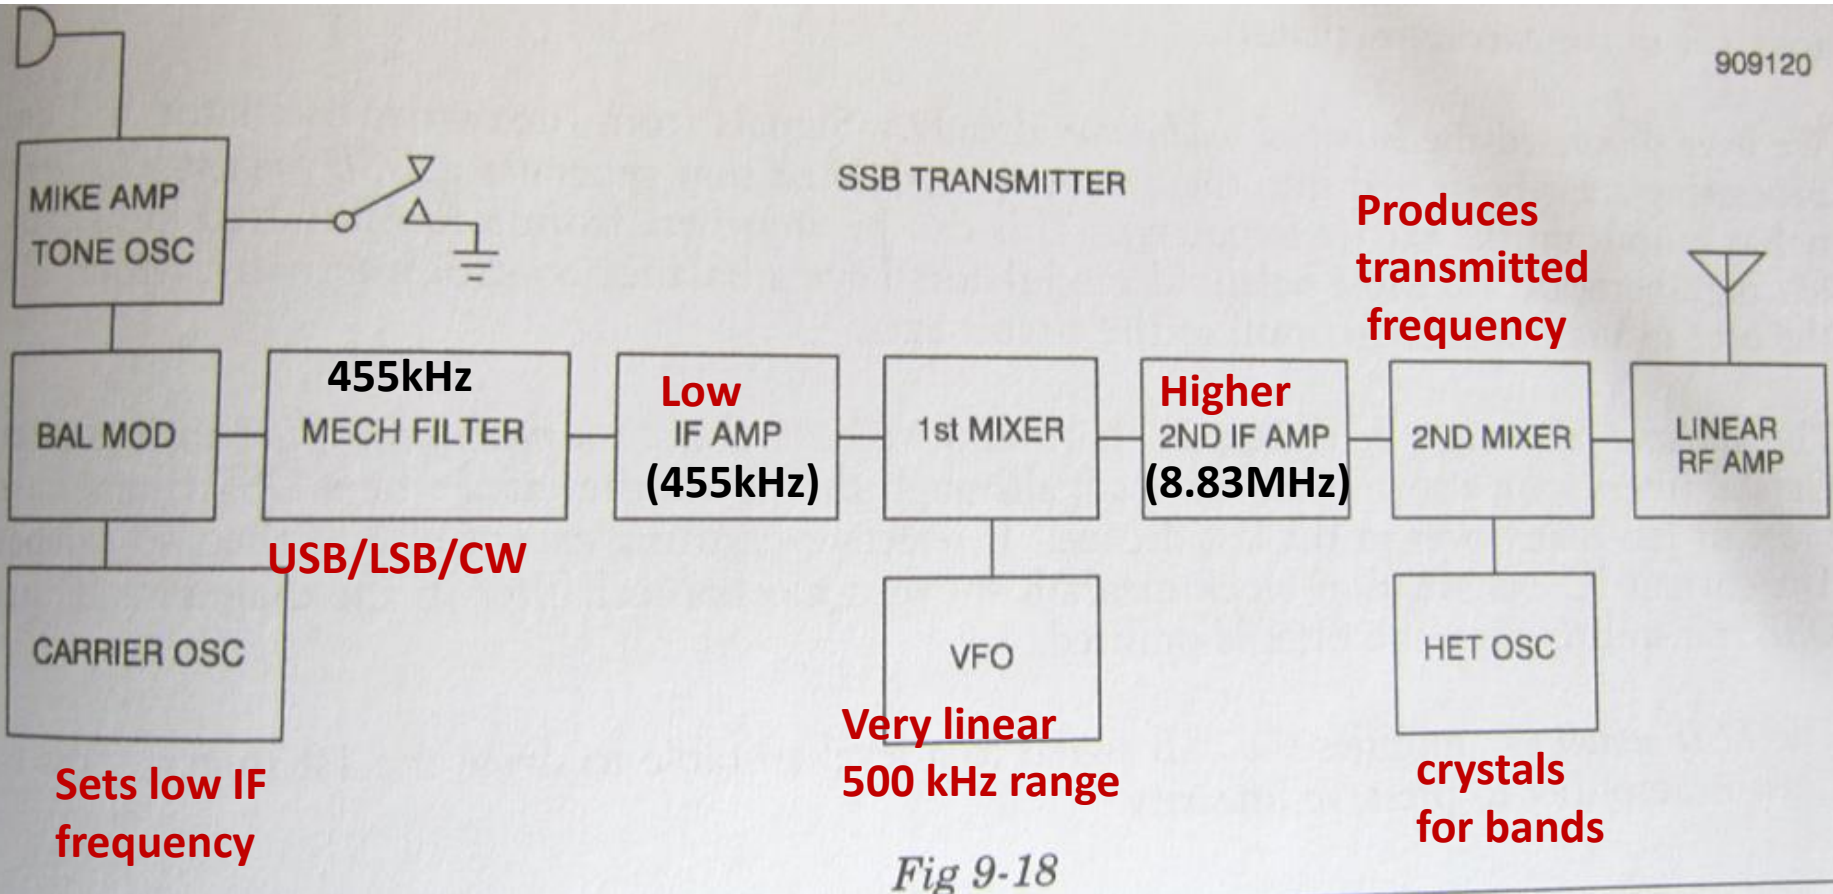 909120
SSB TRANSMITTER
MIKE AMP
TONE OSC
Produces
transmitted
frequency
BAL MOD
455kHz
MECH FILTER
USB/LSB/CW
Low
IF AMP
(455kHz)
1st MIXER
Higher
2ND IF AMP
(8.83MHz)
2ND MIXER
LINEAR
RF AMP
CARRIER OSC
Sets low IF
frequency
VFO
Very linear
500 kHz range
HET OSC
crystals
for bands
Fig 9-18